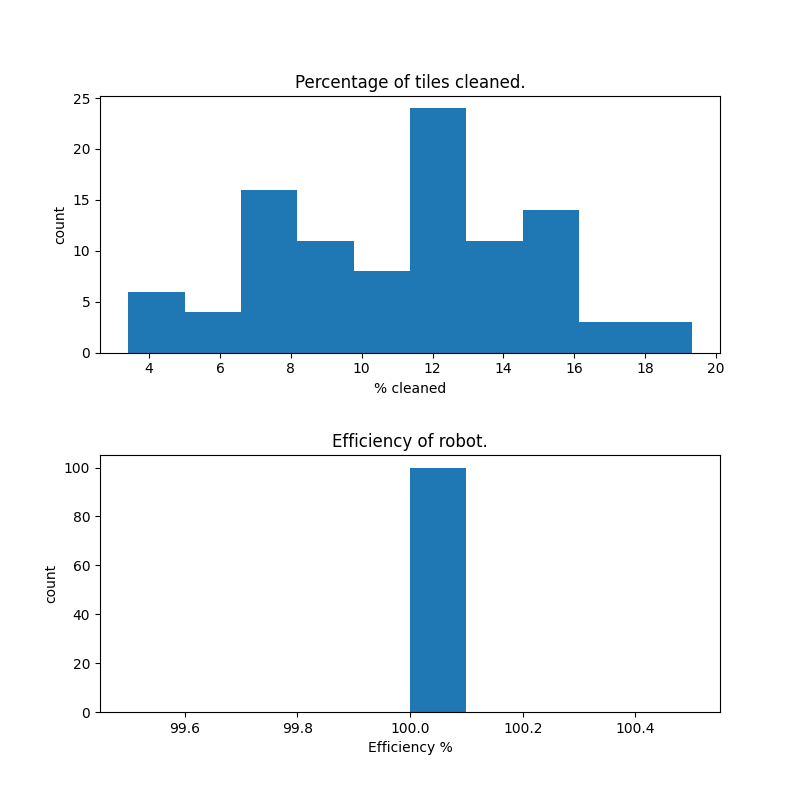 Percentage of tiles cleaned.
25
20
15
10
5
0
count
4 6 8 10 12 14 16 18 20
% cleaned
Efficiency of robot.
100
80
60
40
20
0
count
99.6 99.8 100.0 100.2 100.4
Efficiency %